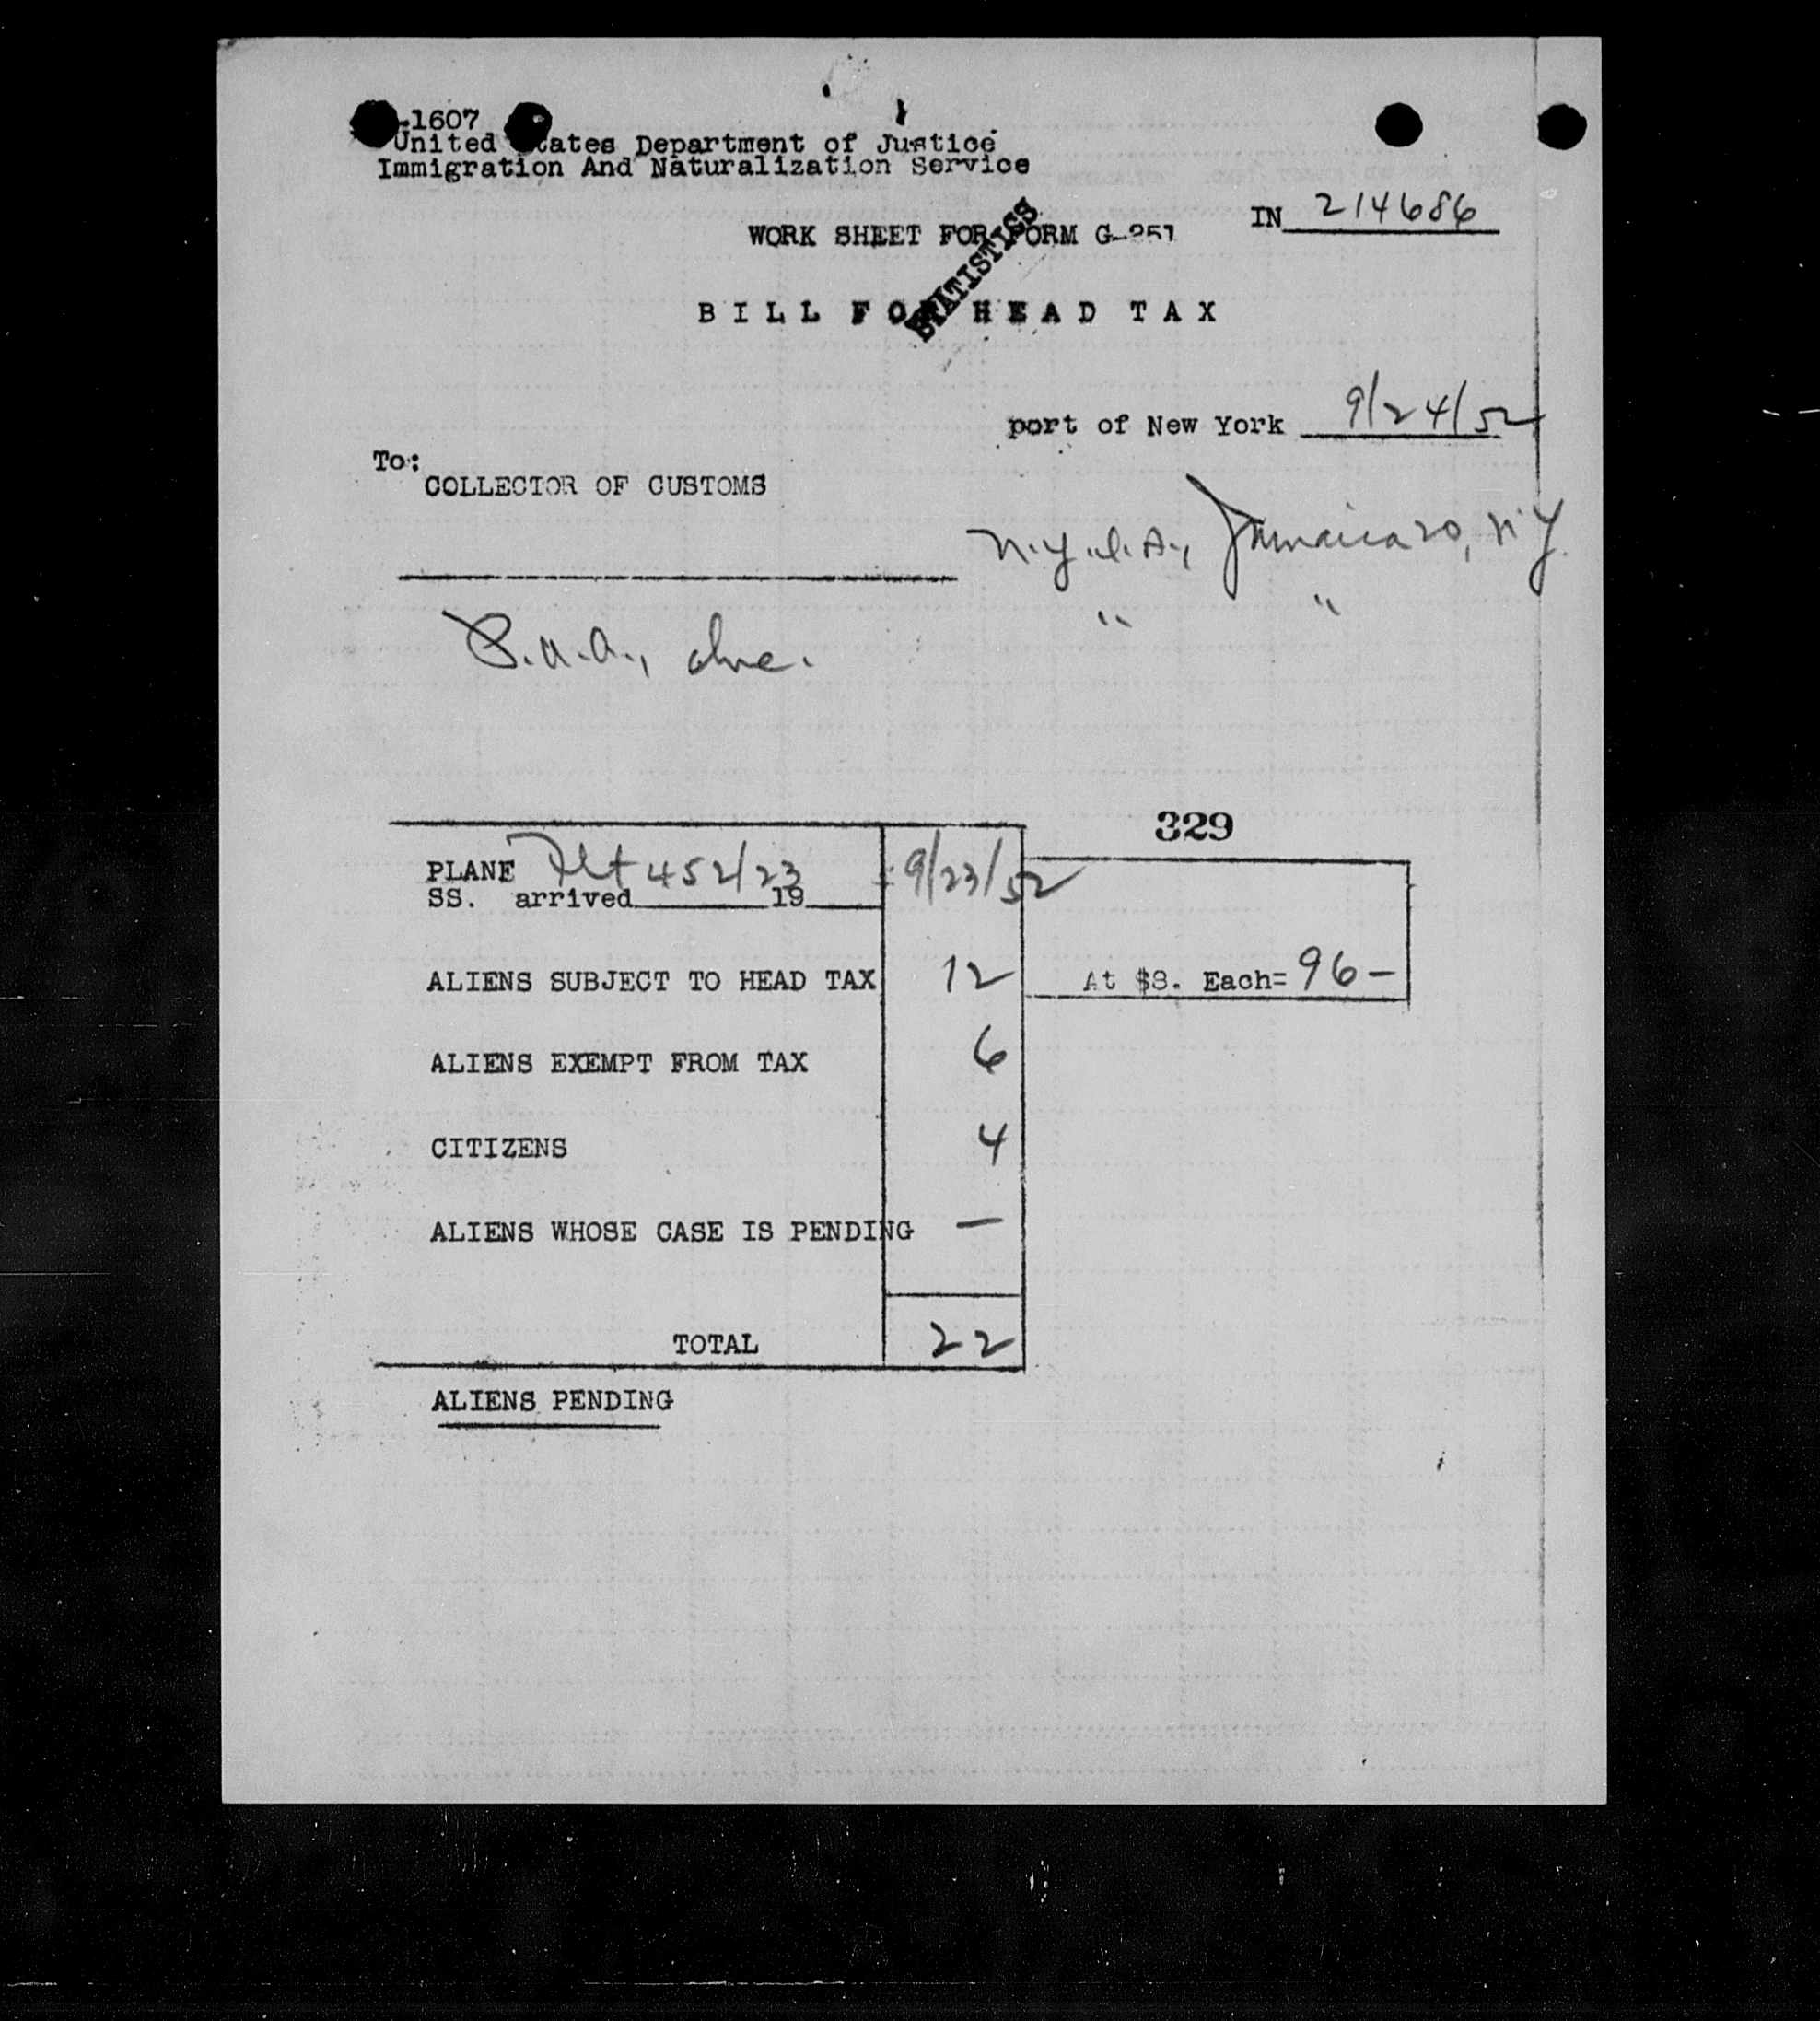 -1607
United States Department of Justice
Immigration And Naturalization Service
IN 214686
WORK SHEET FOR FORM G-251
STATISTICS
BILL FOR HEAD TAX
port of New York 9/24/52
To:
COLLECTOR OF CUSTOMS
N.Y.I.A., Jamaica 30, N.Y.
" "
P.A.A., Inc.
329
PLANE Flt 452/23 9/23/52
SS. arrived 19
ALIENS SUBJECT TO HEAD TAX 12 At $8. Each= 96-
ALIENS EXEMPT FROM TAX 6
CITIZENS 4
ALIENS WHOSE CASE IS PENDING -
TOTAL 22
ALIENS PENDING